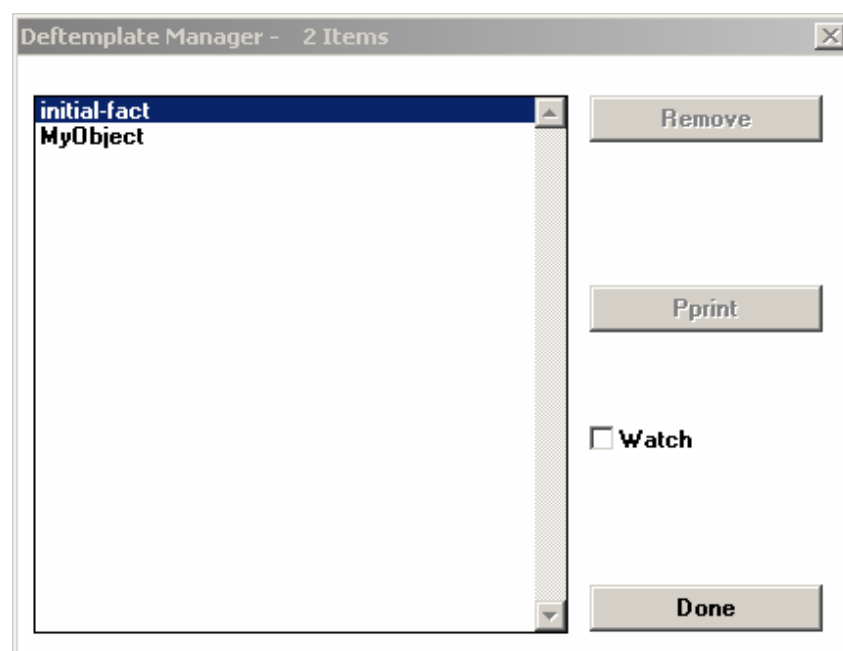 Deftemplate Manager - 2 Items
initial-fact
MyObject
Remove
Pprint
Watch
Done